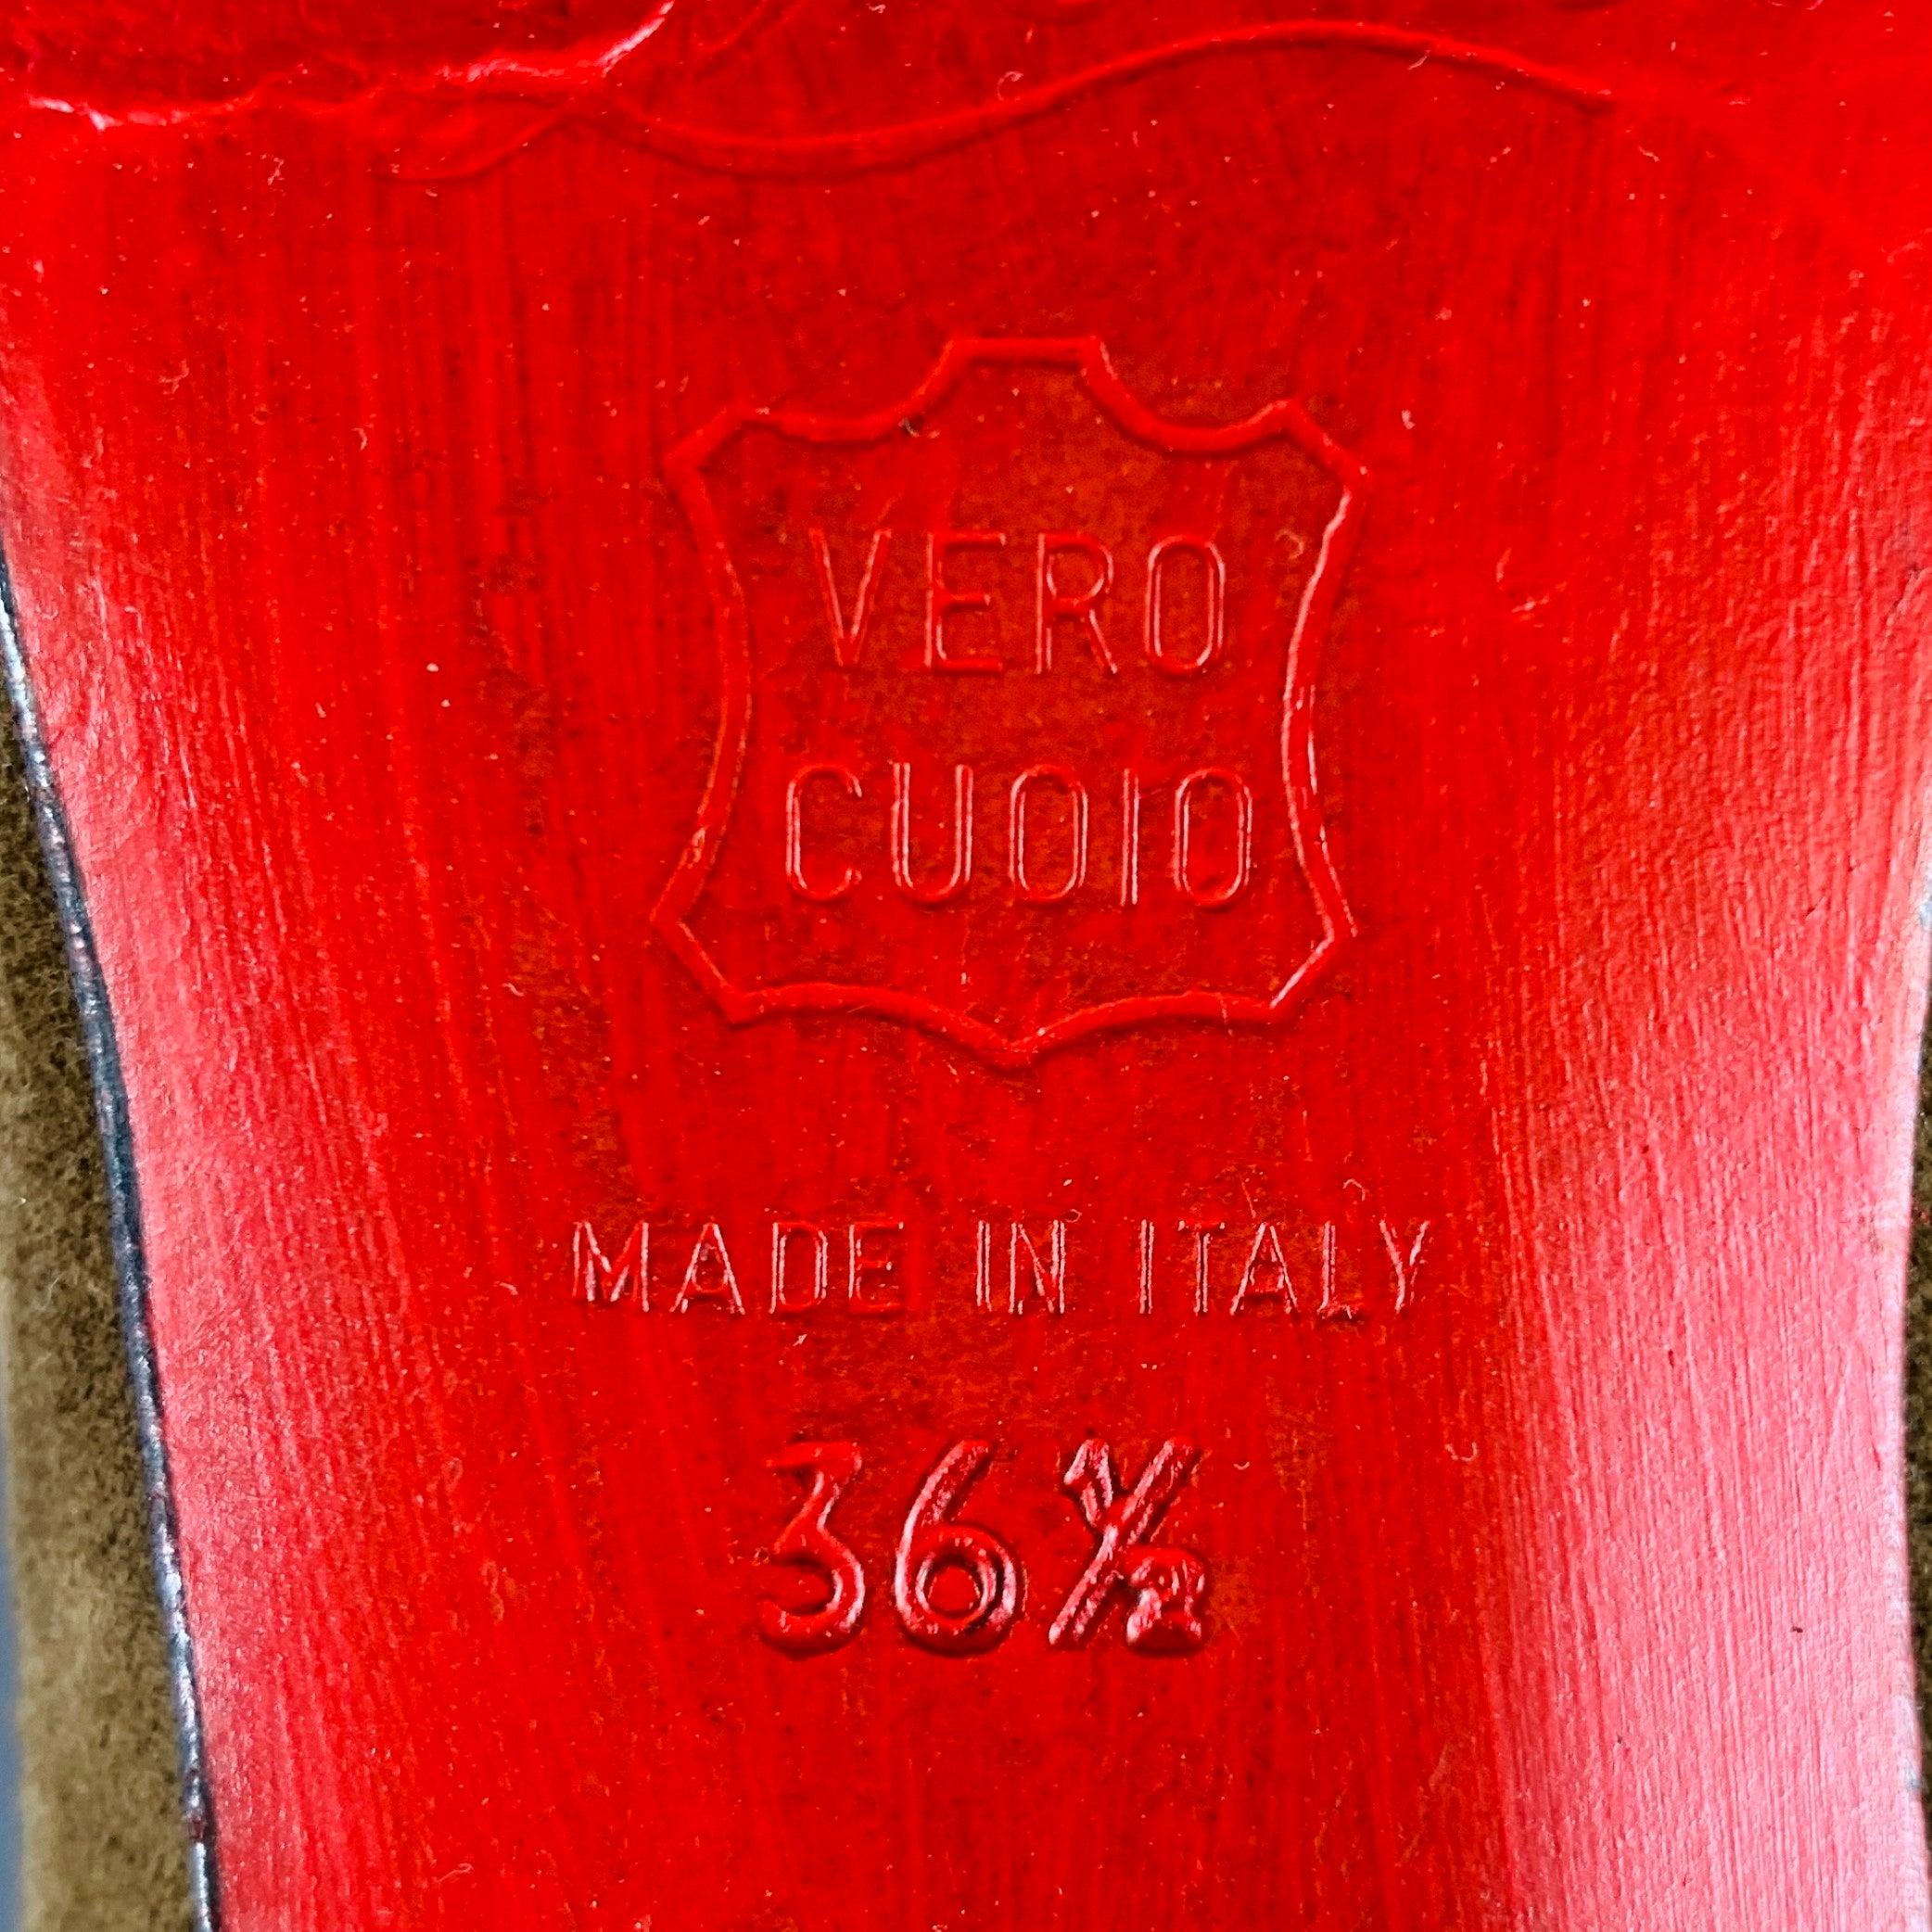 VERO
CUOIO
MADE IN ITALY
36½